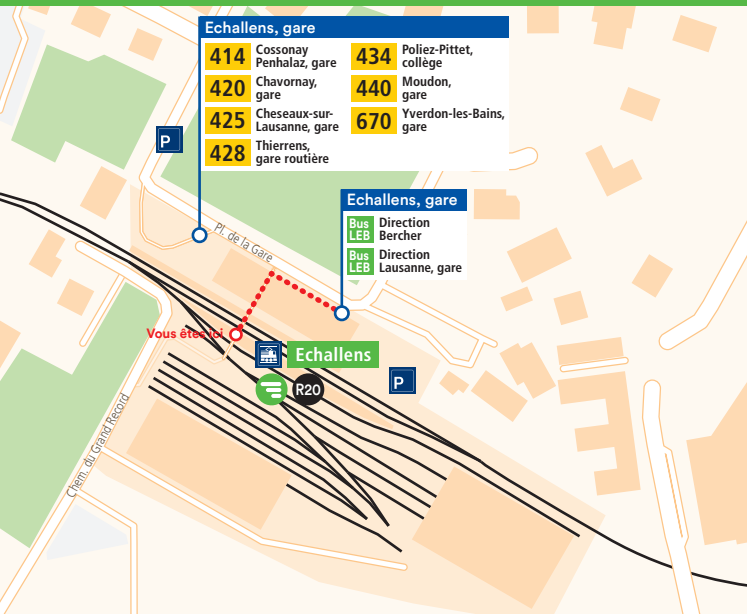 Echallens, gare
414 Cossonay
Penhalaz, gare
420 Chavornay,
gare
425 Cheseaux-sur-
Lausanne, gare
428 Thierrens,
gare routière
434 Poliez-Pittet,
collège
440 Moudon,
gare
670 Yverdon-les-Bains,
gare
P
Echallens, gare
Bus
LEB
Direction
Bercher
Bus
LEB
Direction
Lausanne, gare
Pl. de la Gare
Vous êtes ici
Echallens
R20
P
Chem. du Grand Record